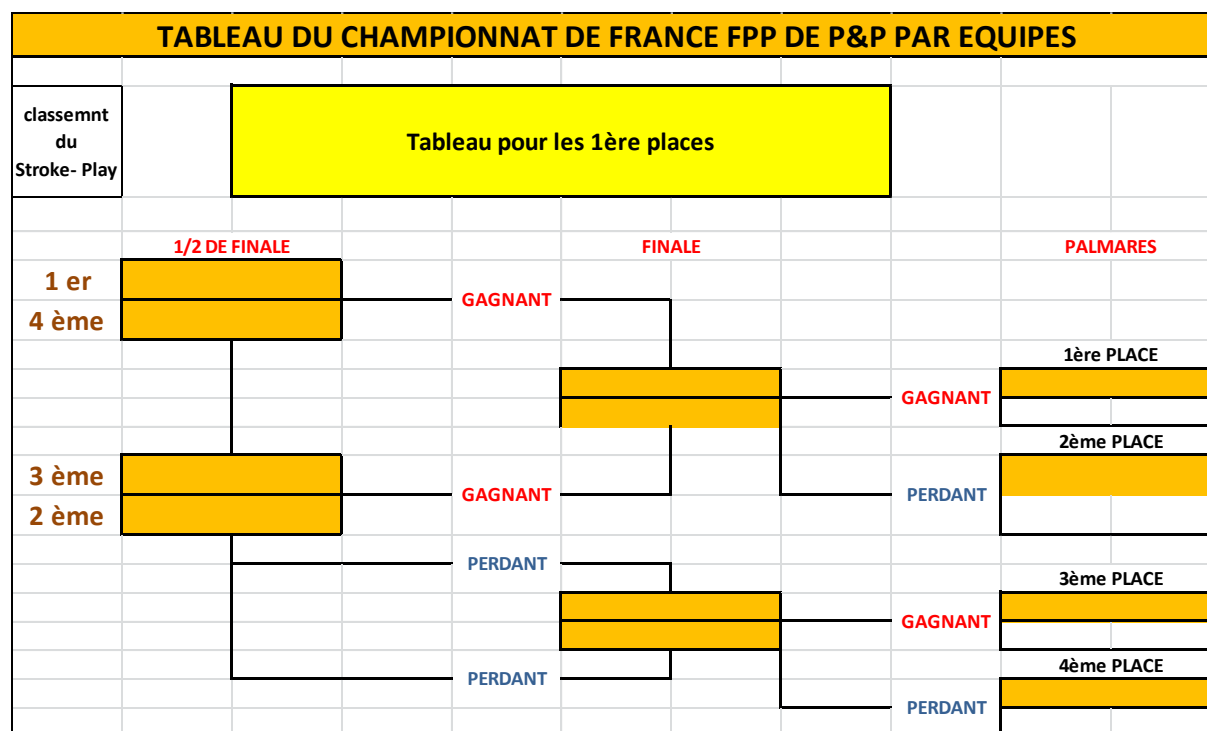 TABLEAU DU CHAMPIONNAT DE FRANCE FPP DE P&P PAR EQUIPES
classemnt
du
Stroke- Play
Tableau pour les 1ère places
1/2 DE FINALE
FINALE
PALMARES
1 er
GAGNANT
4 ème
1ère PLACE
GAGNANT
2ème PLACE
3 ème
GAGNANT
PERDANT
2 ème
PERDANT
3ème PLACE
GAGNANT
4ème PLACE
PERDANT
PERDANT